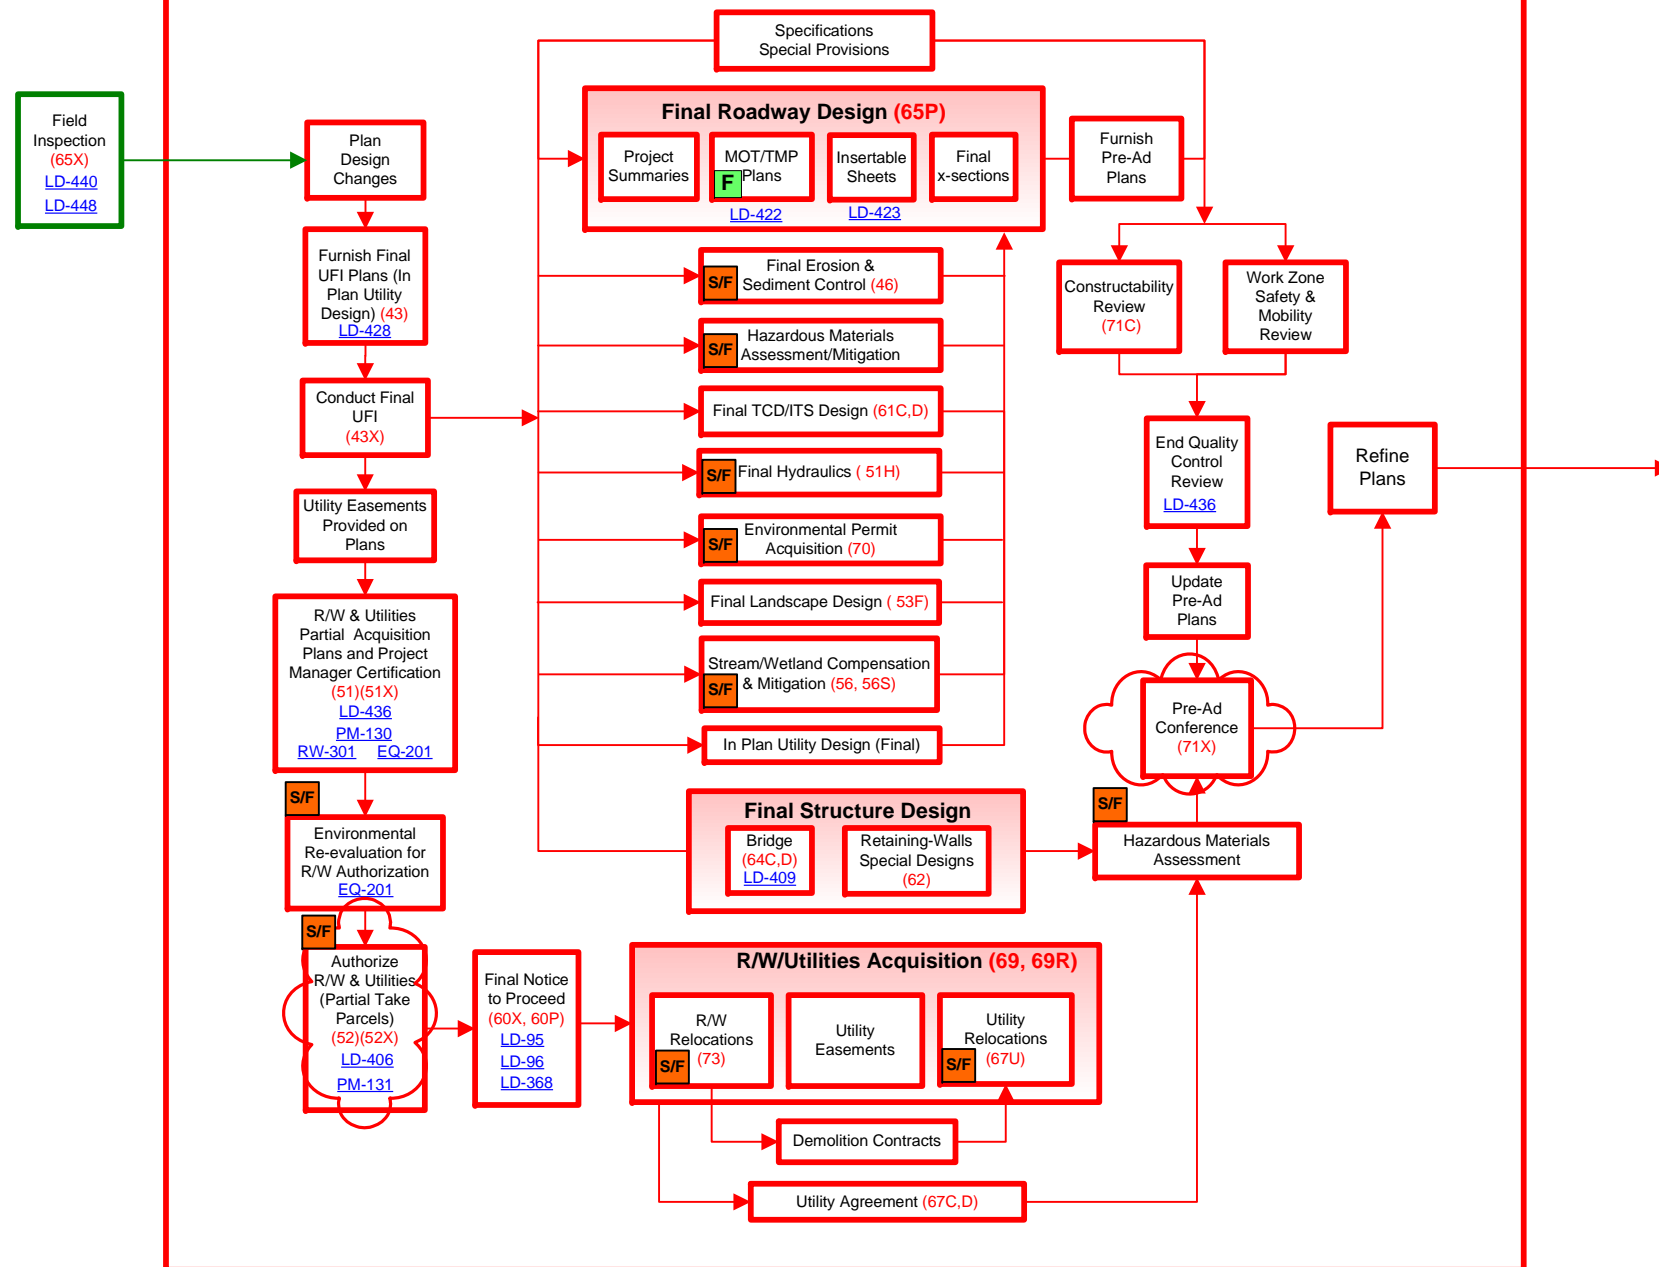 Field
Inspection
(65X)
LD-440
LD-448
Plan
Design
Changes
Furnish Final
UFI Plans (In
Plan Utility
Design) (43)
LD-428
Conduct Final
UFI
(43X)
Utility Easements
Provided on
Plans
R/W & Utilities
Partial  Acquisition
Plans and Project
Manager Certification
(51)(51X)
LD-436
PM-130
RW-301 EQ-201
S/F
Environmental
Re-evaluation for
R/W Authorization
EQ-201
S/F
Authorize
R/W & Utilities
(Partial Take
Parcels)
(52)(52X)
LD-406
PM-131
Final Notice
to Proceed
(60X, 60P)
LD-95
LD-96
LD-368
Specifications
Special Provisions
Final Roadway Design (65P)
Project
Summaries
MOT/TMP
Plans
F
LD-422
Insertable
Sheets
LD-423
Final
x-sections
S/F
Final Erosion &
Sediment Control (46)
S/F
Hazardous Materials
Assessment/Mitigation
Final TCD/ITS Design (61C,D)
S/F
Final Hydraulics ( 51H)
S/F
Environmental Permit
Acquisition (70)
Final Landscape Design ( 53F)
Stream/Wetland Compensation
& Mitigation (56, 56S)
S/F
In Plan Utility Design (Final)
Final Structure Design
Bridge
(64C,D)
LD-409
Retaining-Walls
Special Designs
(62)
R/W/Utilities Acquisition (69, 69R)
R/W
Relocations
(73)
S/F
Utility
Easements
Utility
Relocations
(67U)
S/F
Demolition Contracts
Utility Agreement (67C,D)
Furnish
Pre-Ad
Plans
Constructability
Review
(71C)
Work Zone
Safety &
Mobility
Review
End Quality
Control
Review
LD-436
Update
Pre-Ad
Plans
Pre-Ad
Conference
(71X)
S/F
Hazardous Materials
Assessment
Refine
Plans